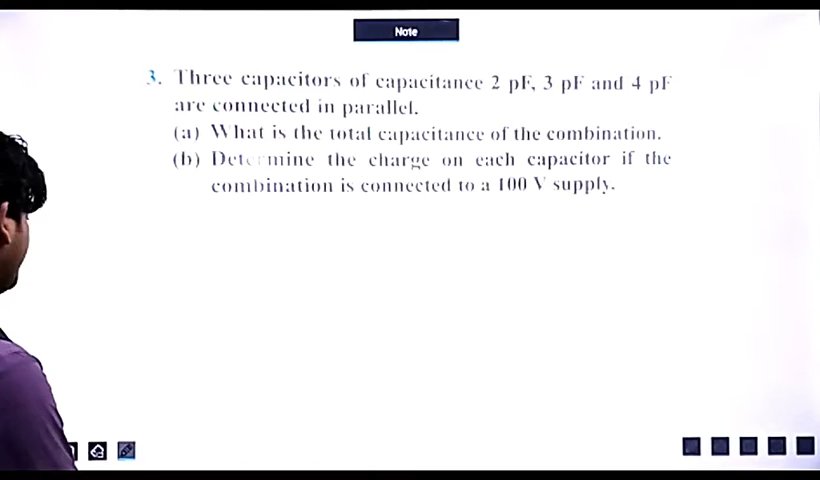 Note
3. Three capacitors of capacitance 2 pF, 3 pF and 4 pF
are connected in parallel.
(a) What is the total capacitance of the combination.
(b) Determine the charge on each capacitor if the
combination is connected to a 100 V supply.